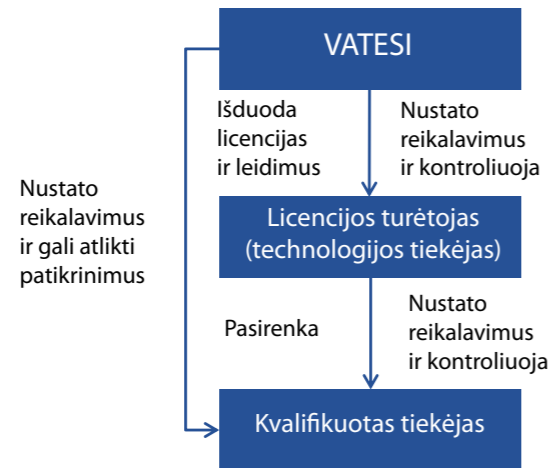 VATESI
Išduoda
licencijas
ir leidimus
Nustato
reikalavimus
ir kontroliuoja
Nustato
reikalavimus
ir gali atlikti
patikrinimus
Licencijos turėtojas
(technologijos tiekėjas)
Pasirenka
Nustato
reikalavimus
ir kontroliuoja
Kvalifikuotas tiekėjas